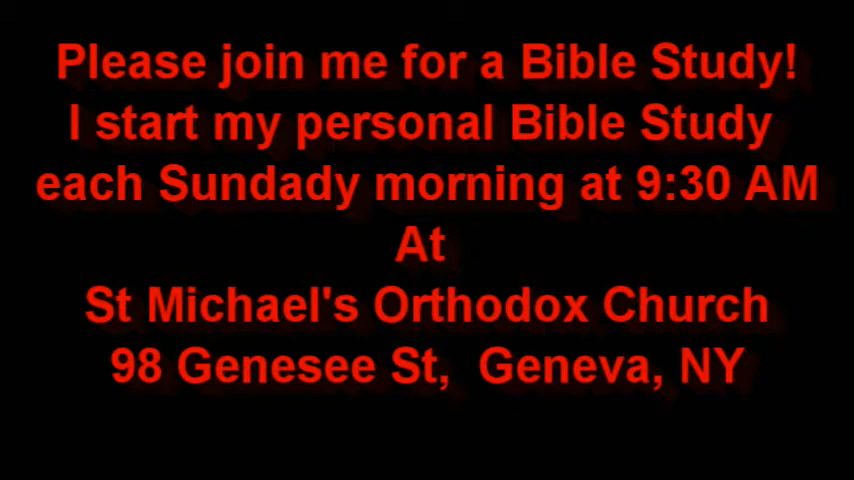 Please join me for a Bible Study!
I start my personal Bible Study
each Sundady morning at 9:30 AM
At
St Michael's Orthodox Church
98 Genesee St,  Geneva, NY